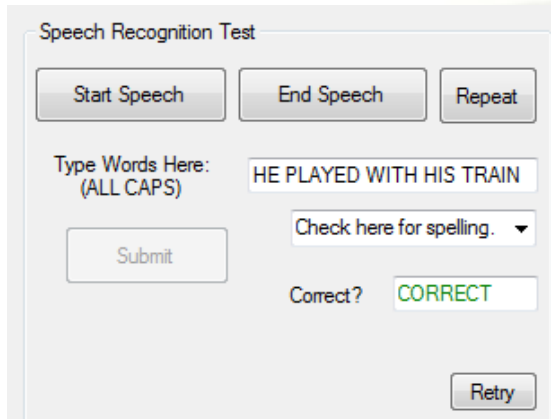 Speech Recognition Test
Start Speech End Speech Repeat
Type Words Here: HE PLAYED WITH HIS TRAIN
(ALL CAPS)
Check here for spelling.
Submit
Correct? CORRECT
Retry